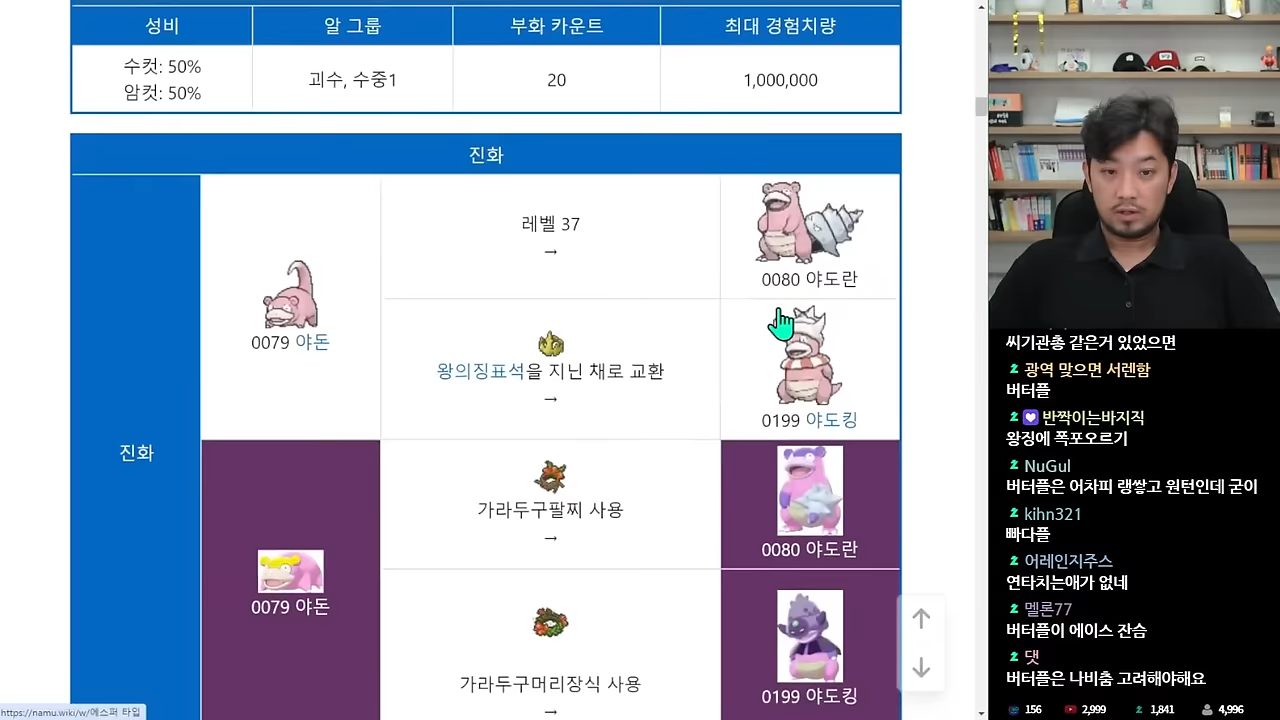 성비
알 그룹
부화 카운트
최대 경험치량
수컷: 50%
암컷: 50%
괴수, 수중1
20
1,000,000
진화
진화
0079 야돈
레벨 37
→
0080 야도란
왕의징표석을 지닌 채로 교환
→
0199 야도킹
0079 야돈
가라두구팔찌 사용
→
0080 야도란
가라두구머리장식 사용
→
0199 야도킹
https://namu.wiki/w/에스퍼 타입
씨기관총 같은거 있었으면
광역 맞으면 서렌함
버터플
반짝이는바지직
왕징에 폭포오르기
NuGul
버터플은 어차피 랭쌓고 원턴인데 굳이
kihn321
빠다플
어레인지주스
연타치는애가 없네
멜론77
버터플이 에이스 잔슴
댓
버터플은 나비춤 고려해야해요
156
2,999
1,841
4,996